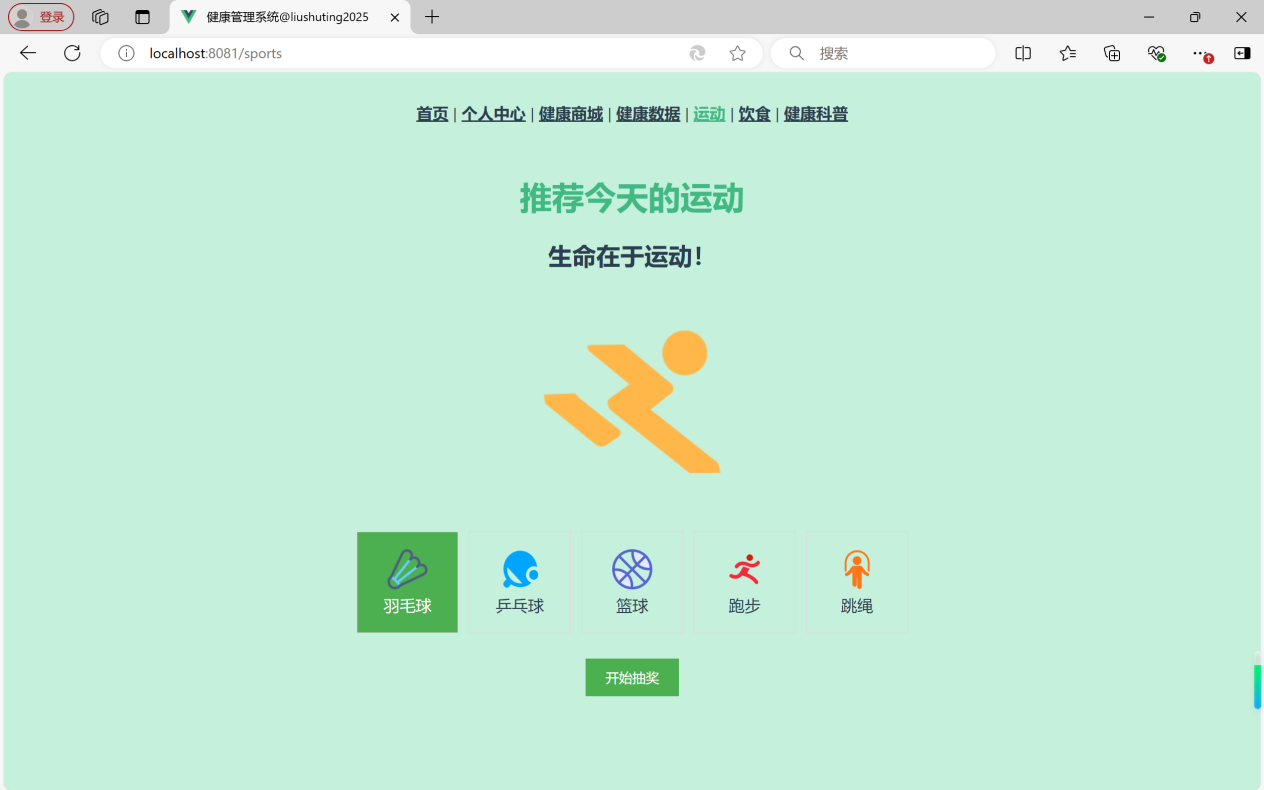 登录
健康管理系统@liushuting2025
localhost:8081/sports
搜索
首页 | 个人中心 | 健康商城 | 健康数据 | 运动 | 饮食 | 健康科普
推荐今天的运动
生命在于运动！
羽毛球 乒乓球 篮球 跑步 跳绳
开始抽奖